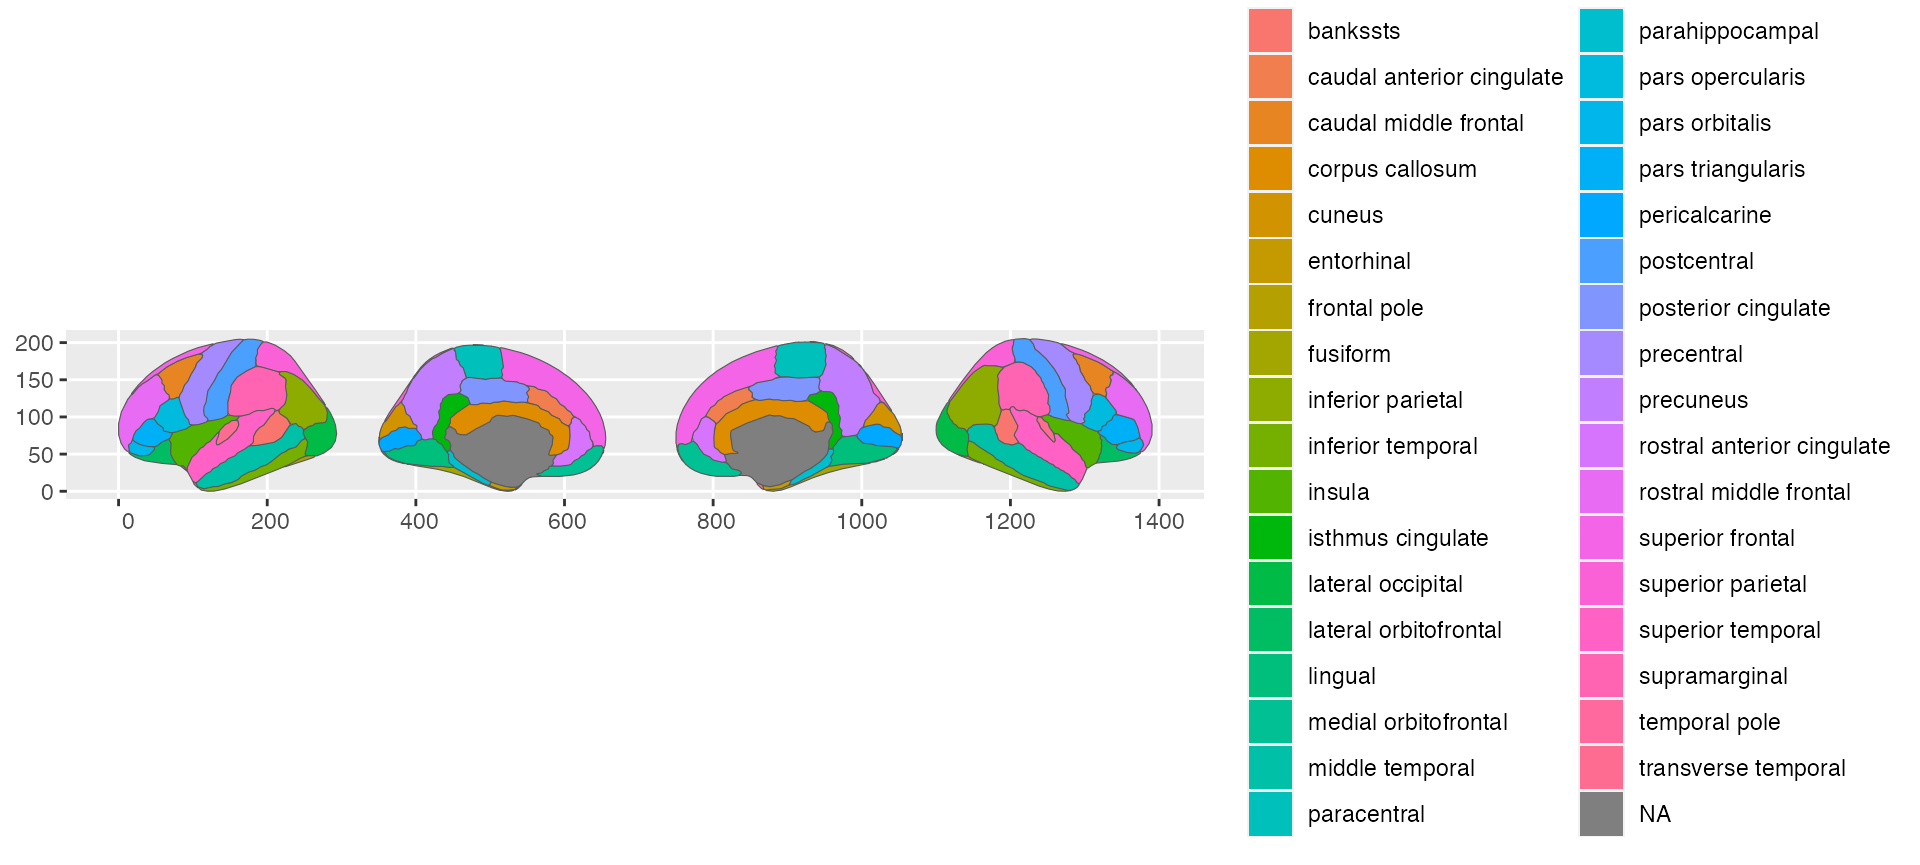 200
150
100
50
0
0 200 400 600 800 1000 1200 1400
bankssts
caudal anterior cingulate
caudal middle frontal
corpus callosum
cuneus
entorhinal
frontal pole
fusiform
inferior parietal
inferior temporal
insula
isthmus cingulate
lateral occipital
lateral orbitofrontal
lingual
medial orbitofrontal
middle temporal
paracentral
parahippocampal
pars opercularis
pars orbitalis
pars triangularis
pericalcarine
postcentral
posterior cingulate
precentral
precuneus
rostral anterior cingulate
rostral middle frontal
superior frontal
superior parietal
superior temporal
supramarginal
temporal pole
transverse temporal
NA